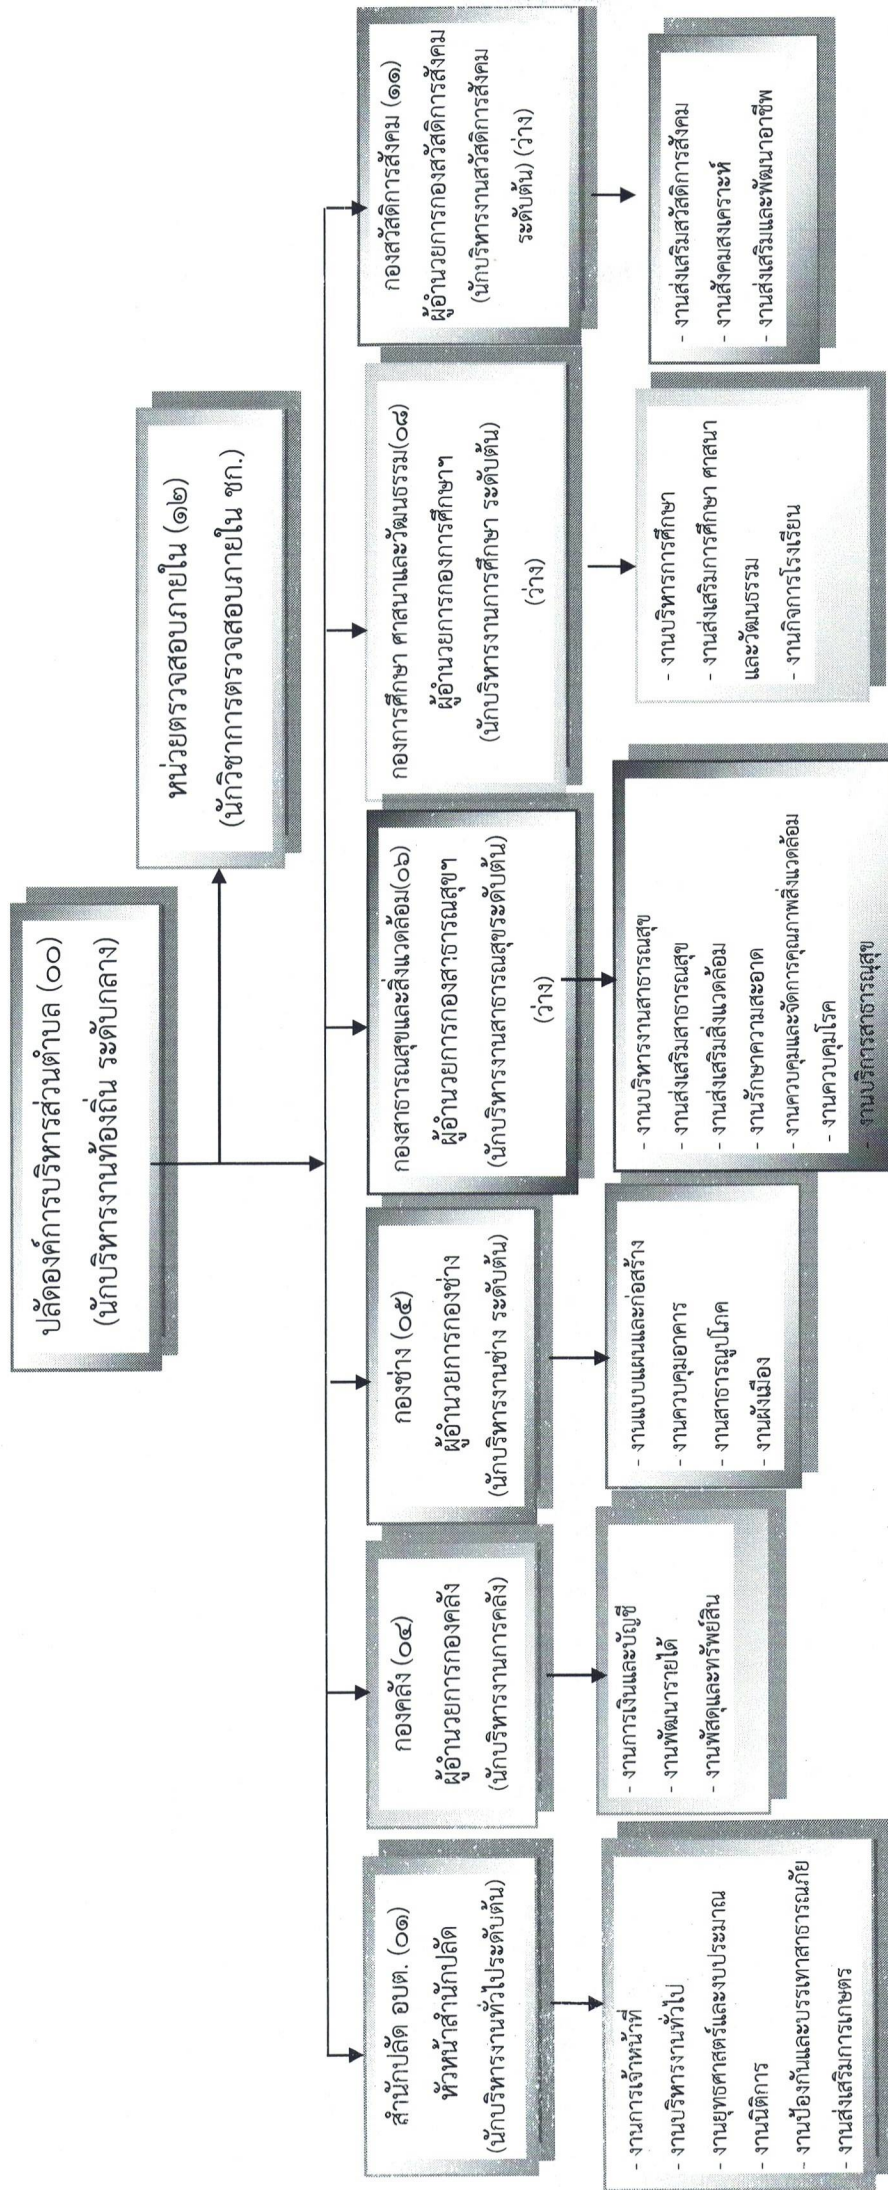 ปลัดองค์การบริหารส่วนตำบล (๐๐)
(นักบริหารงานท้องถิ่น ระดับกลาง)
หน่วยตรวจสอบภายใน (๑๒)
(นักวิชาการตรวจสอบภายใน ชก.)
สำนักปลัด อบต. (๐๑)
หัวหน้าสำนักปลัด
(นักบริหารงานทั่วไประดับต้น)
กองคลัง (๐๔)
ผู้อำนวยการกองคลัง
(นักบริหารงานการคลัง)
กองช่าง (๐๕)
ผู้อำนวยการกองช่าง
(นักบริหารงานช่าง ระดับต้น)
กองสาธารณสุขและสิ่งแวดล้อม(๐๖)
ผู้อำนวยการกองสาธารณสุขฯ
(นักบริหารงานสาธารณสุขระดับต้น)
(ว่าง)
กองการศึกษา ศาสนาและวัฒนธรรม(๐๘)
ผู้อำนวยการกองการศึกษาฯ
(นักบริหารงานการศึกษา ระดับต้น)
(ว่าง)
กองสวัสดิการสังคม (๑๑)
ผู้อำนวยการกองสวัสดิการสังคม
(นักบริหารงานสวัสดิการสังคม
ระดับต้น) (ว่าง)
- งานการเจ้าหน้าที่
- งานบริหารงานทั่วไป
- งานยุทธศาสตร์และงบประมาณ
- งานนิติการ
- งานป้องกันและบรรเทาสาธารณภัย
- งานส่งเสริมการเกษตร
- งานการเงินและบัญชี
- งานพัฒนารายได้
- งานพัสดุและทรัพย์สิน
- งานแบบแผนและก่อสร้าง
- งานควบคุมอาคาร
- งานสาธารณูปโภค
- งานผังเมือง
- งานบริหารงานสาธารณสุข
- งานส่งเสริมสาธารณสุข
- งานส่งเสริมสิ่งแวดล้อม
- งานรักษาความสะอาด
- งานควบคุมและจัดการคุณภาพสิ่งแวดล้อม
- งานควบคุมโรค
- งานบริการสาธารณสุข
- งานบริหารการศึกษา
- งานส่งเสริมการศึกษา ศาสนา
และวัฒนธรรม
- งานกิจการโรงเรียน
- งานส่งเสริมสวัสดิการสังคม
- งานสังคมสงเคราะห์
- งานส่งเสริมและพัฒนาอาชีพ